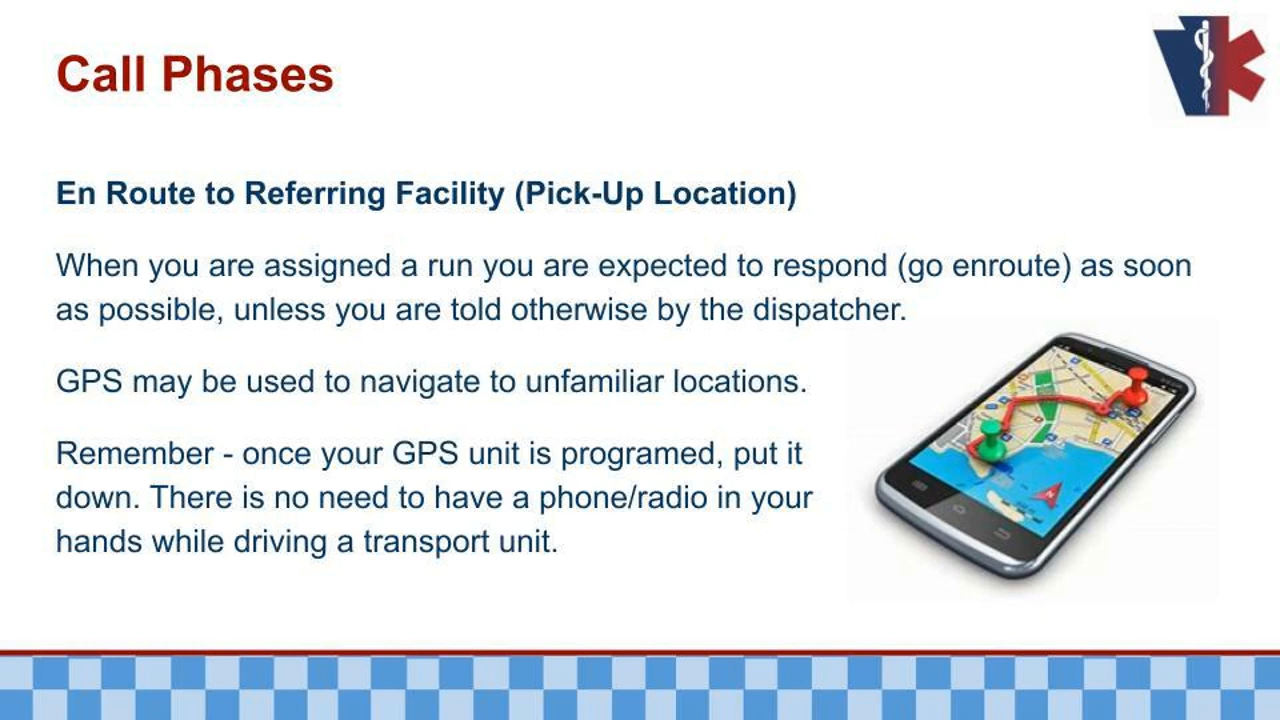 Call Phases
En Route to Referring Facility (Pick-Up Location)
When you are assigned a run you are expected to respond (go enroute) as soon
as possible, unless you are told otherwise by the dispatcher.
GPS may be used to navigate to unfamiliar locations.
Remember - once your GPS unit is programed, put it
down. There is no need to have a phone/radio in your
hands while driving a transport unit.